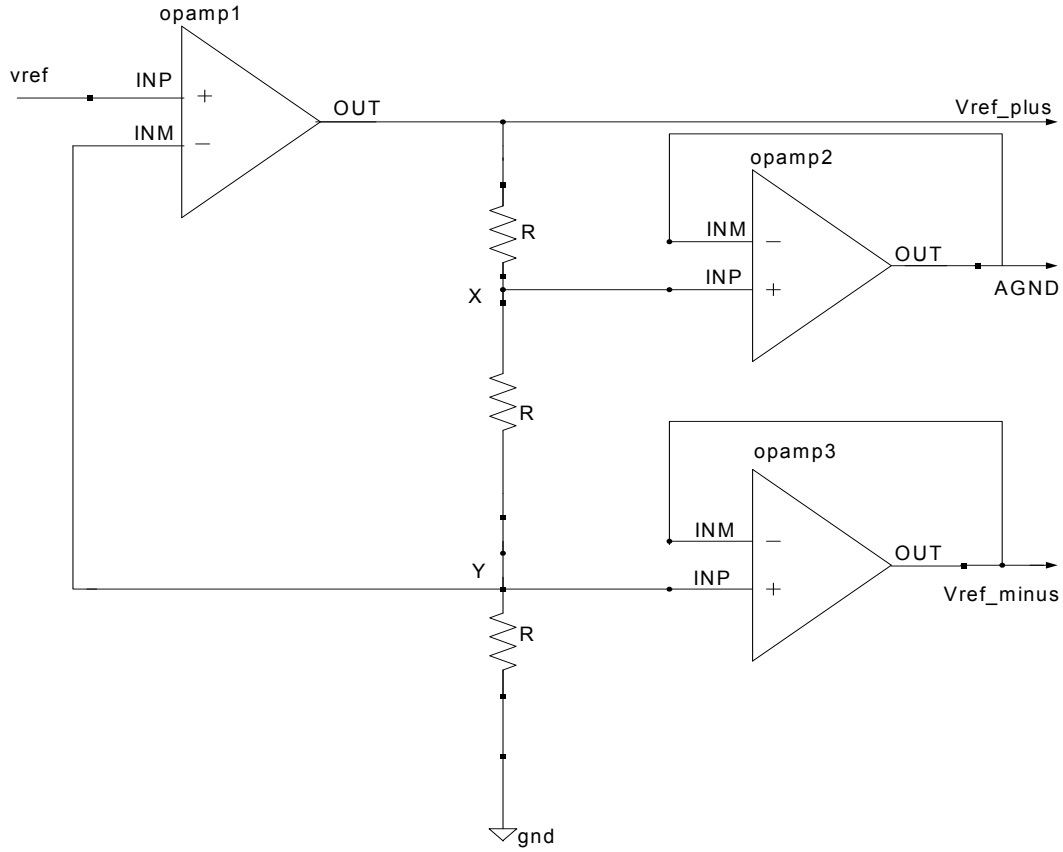 opamp1
vref
INP
+
OUT
INM
−
Vref_plus
opamp2
R
INM
−
OUT
X
INP
+
AGND
R
opamp3
INM
−
OUT
Y
INP
+
Vref_minus
R
gnd